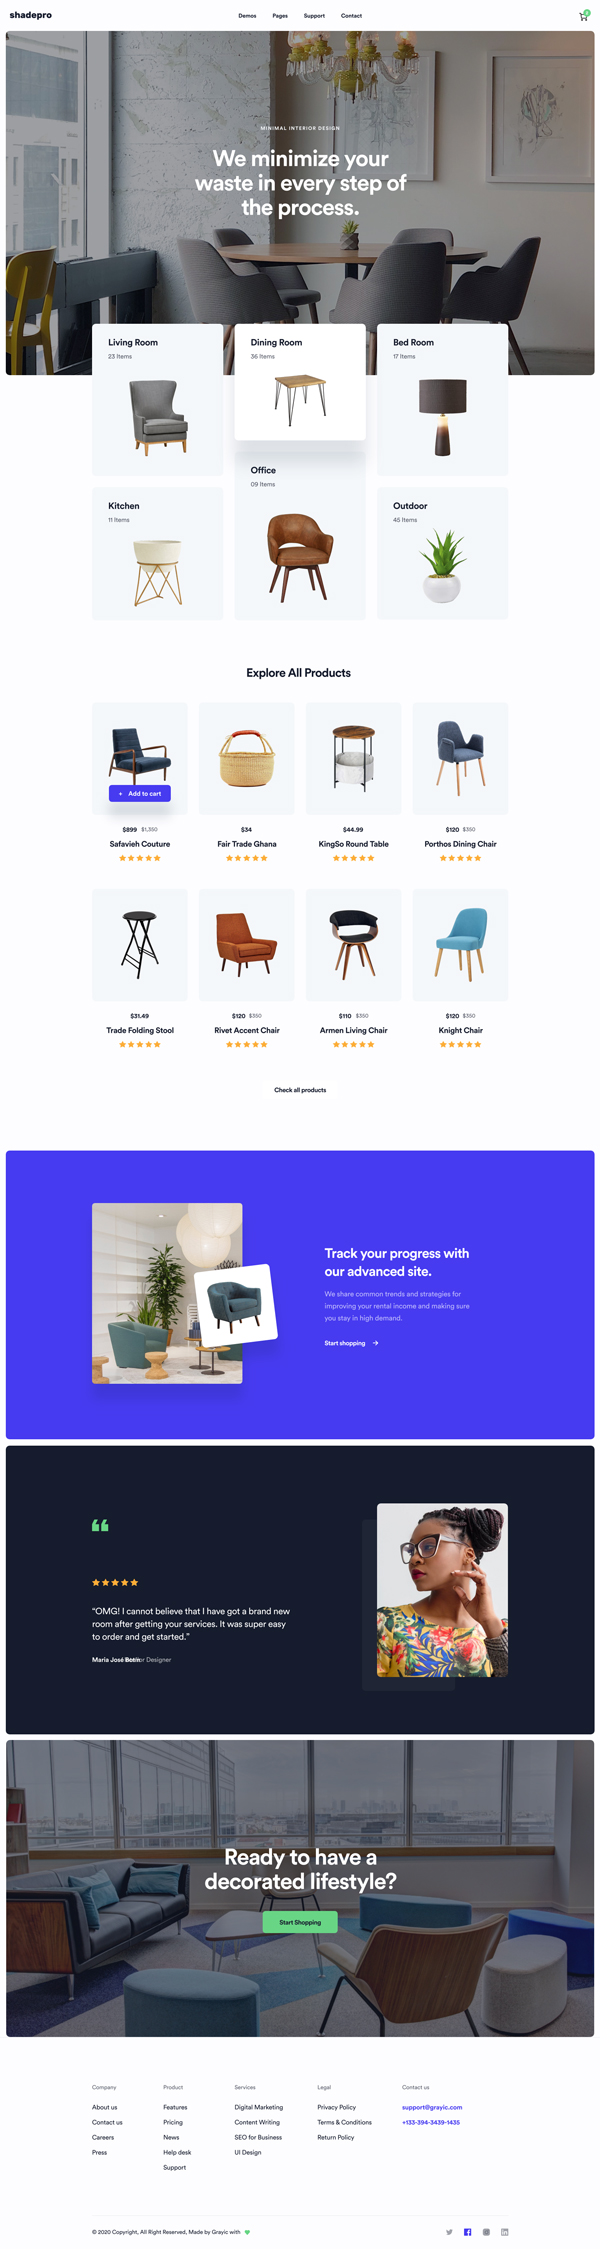 shadepro
Demos Pages Support Contact
MINIMAL INTERIOR DESIGN
We minimize your
waste in every step of
the process.
Living Room
23 Items
Dining Room
36 Items
Bed Room
17 Items
Office
09 Items
Kitchen
11 Items
Outdoor
45 Items
Explore All Products
+ Add to cart
$899 $1,350
Safavieh Couture
$34
Fair Trade Ghana
$44.99
KingSo Round Table
$120 $350
Porthos Dining Chair
$31.49
Trade Folding Stool
$120 $350
Rivet Accent Chair
$110 $350
Armen Living Chair
$120 $350
Knight Chair
Check all products
Track your progress with
our advanced site.
We share common trends and strategies for
improving your rental income and making sure
you stay in high demand.
Start shopping
“OMG! I cannot believe that I have got a brand new
room after getting your services. It was super easy
to order and get started.”
Maria José Designer
Ready to have a
decorated lifestyle?
Start Shopping
Company
About us
Contact us
Careers
Press
Product
Features
Pricing
News
Help desk
Support
Services
Digital Marketing
Content Writing
SEO for Business
UI Design
Legal
Privacy Policy
Terms & Conditions
Return Policy
Contact us
support@grayic.com
+133-394-3439-1435
© 2020 Copyright, All Right Reserved, Made by Grayic with